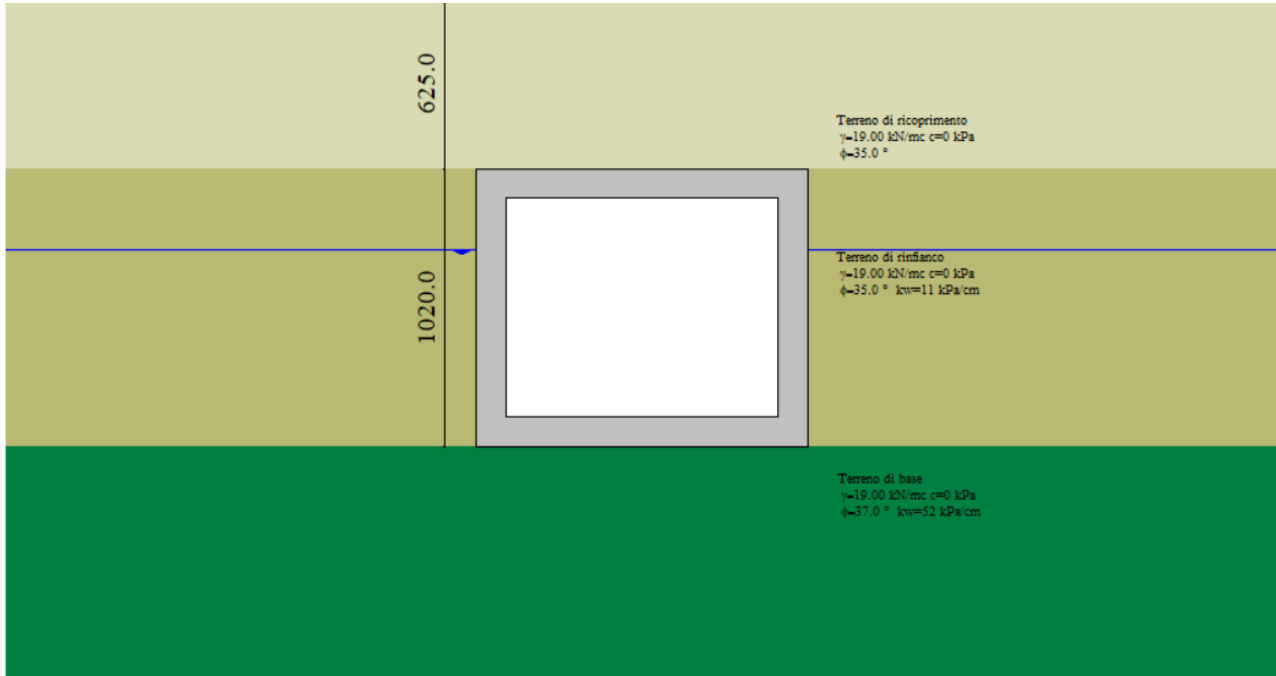 625.0
Terreno di ricoprimento
γ=19.00 kN/mc c=0 kPa
ϕ=35.0 °
1020.0
Terreno di rinfianco
γ=19.00 kN/mc c=0 kPa
ϕ=35.0 ° kw=11 kPa/cm
Terreno di base
γ=19.00 kN/mc c=0 kPa
ϕ=37.0 ° kw=52 kPa/cm